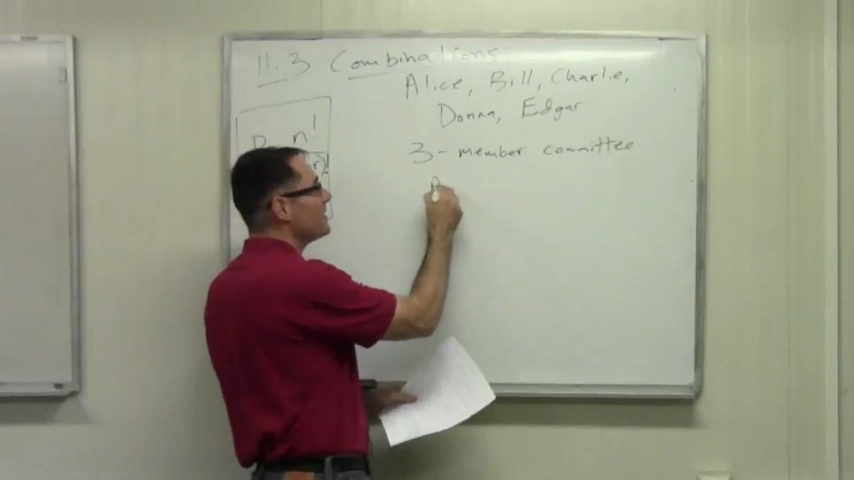 11.3 Combinations
Alice, Bill, Charlie,
Donna, Edgar
n!
3 - member committee
A